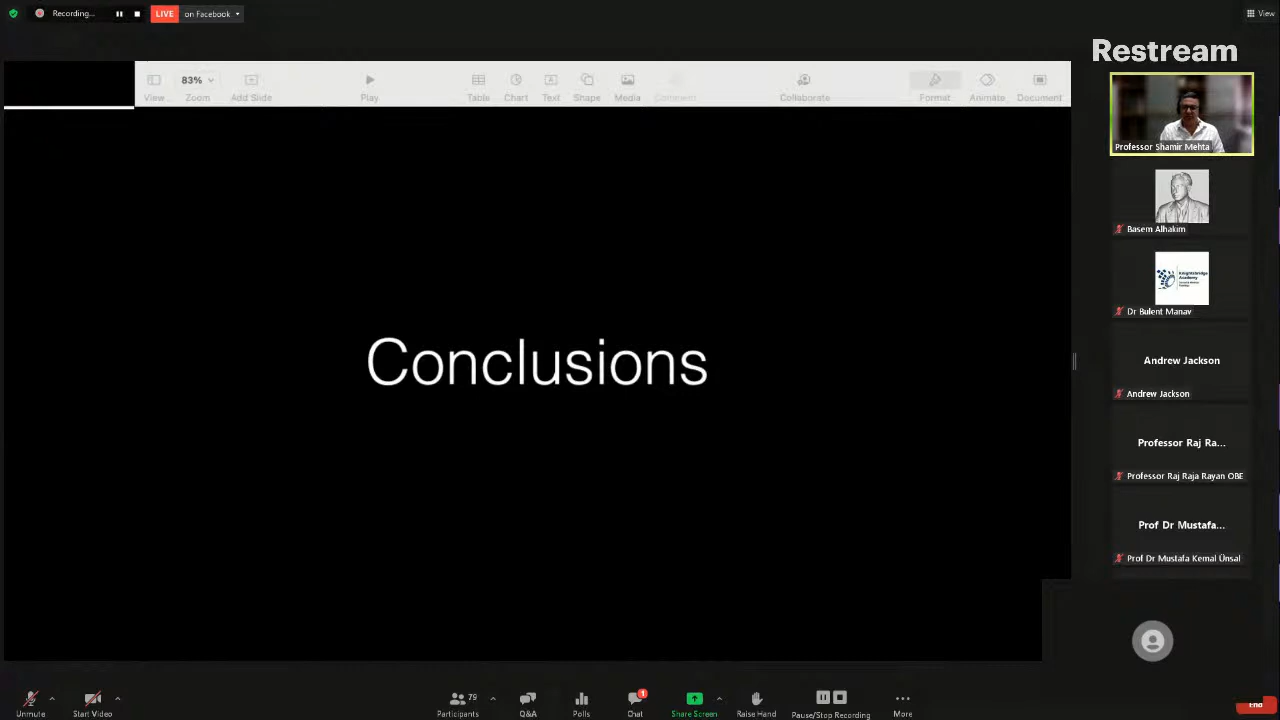 Recording...
LIVE on Facebook
View
Restream
83%
View Zoom Add Slide Play Table Chart Text Shape Media Comment Collaborate Format Animate Document
Professor Shamir Mehta
Basem Alhakim
Knightsbridge
Academy
Dr Bulent Manav
Andrew Jackson
Andrew Jackson
Professor Raj Ra...
Professor Raj Raja Rayan OBE
Prof Dr Mustafa...
Prof Dr Mustafa Kemal Ünsal
Conclusions
79
1
Unmute Start Video Participants Q&A Polls Chat Share Screen Raise Hand Pause/Stop Recording More End